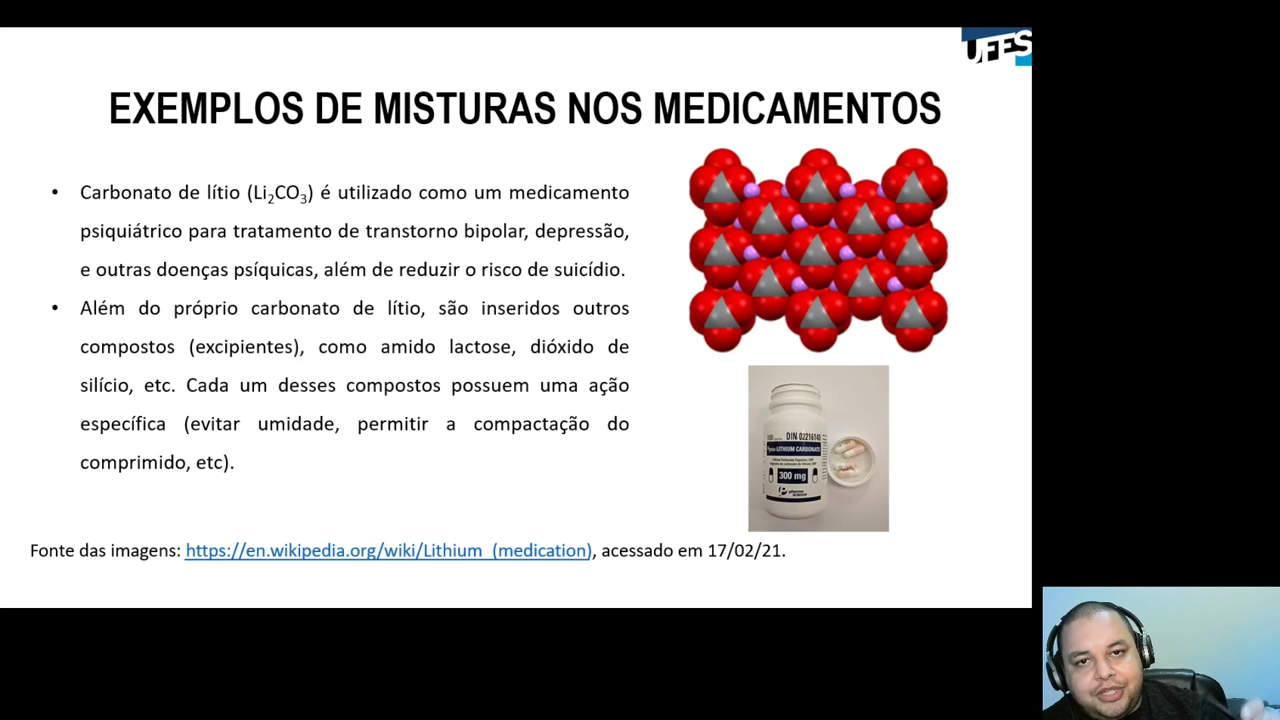 UFES
EXEMPLOS DE MISTURAS NOS MEDICAMENTOS
• Carbonato de lítio (Li₂CO₃) é utilizado como um medicamento
psiquiátrico para tratamento de transtorno bipolar, depressão,
e outras doenças psíquicas, além de reduzir o risco de suicídio.
• Além do próprio carbonato de lítio, são inseridos outros
compostos (excipientes), como amido lactose, dióxido de
silício, etc. Cada um desses compostos possuem uma ação
específica (evitar umidade, permitir a compactação do
comprimido, etc).
DIN 02216140
LITHIUM CARBONATE
300 mg
pharma
science
Fonte das imagens: https://en.wikipedia.org/wiki/Lithium_(medication), acessado em 17/02/21.